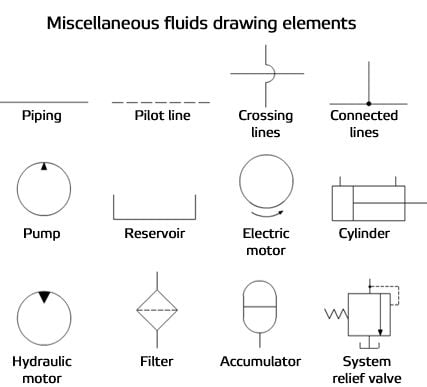 Miscellaneous fluids drawing elements
Piping
Pilot line
Crossing
lines
Connected
lines
Pump
Reservoir
Electric
motor
Cylinder
Hydraulic
motor
Filter
Accumulator
System
relief valve